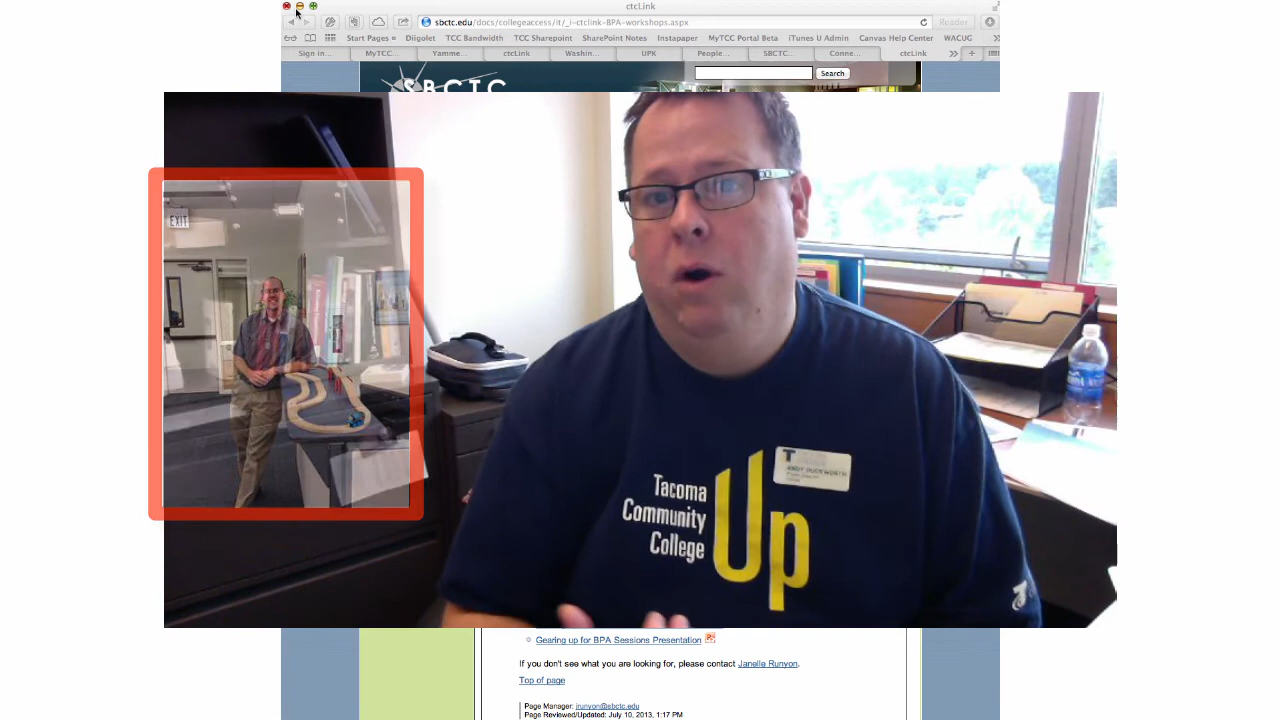 ctcLink
sbctc.edu/docs/collegeaccess/it/_i-ctclink-BPA-workshops.aspx
Reader
Start Pages Diigolet TCC Bandwidth TCC Sharepoint SharePoint Notes Instapaper MyTCC Portal Beta iTunes U Admin Canvas Help Center WACUG
Sign in... MyTCC... Yamme... ctcLink Washin... UPK People... SBCTC... Conne... ctcLink
Search
SBCTC
EXIT
ANDY DUCKWORTH
Tacoma
Community
College
Up
Gearing up for BPA Sessions Presentation
If you don't see what you are looking for, please contact Janelle Runyon.
Top of page
Page Manager: jrunyon@sbctc.edu
Page Reviewed/Updated: July 10, 2013, 1:17 PM